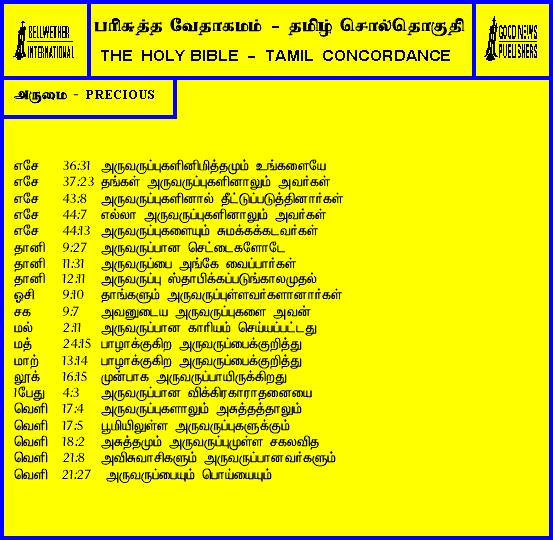 BELLWETHER
INTERNATIONAL
பரிசுத்த வேதாகமம் - தமிழ் சொல்தொகுதி
THE HOLY BIBLE - TAMIL CONCORDANCE
GOOD NEWS
PUBLISHERS
அருமை - PRECIOUS
எசே 36:31 அருவருப்புகளினிமித்தமும் உங்களையே
எசே 37:23 தங்கள் அருவருப்புகளினாலும் அவர்கள்
எசே 43:8 அருவருப்புகளினால் தீட்டுப்படுத்தினார்கள்
எசே 44:7 எல்லா அருவருப்புகளினாலும் அவர்கள்
எசே 44:13 அருவருப்புகளையும் சுமக்கக்கடவர்கள்
தானி 9:27 அருவருப்பான செட்டைகளோடே
தானி 11:31 அருவருப்பை அங்கே வைப்பார்கள்
தானி 12:11 அருவருப்பு ஸ்தாபிக்கப்படுங்காலமுதல்
ஓசி 9:10 தாங்களும் அருவருப்புள்ளவர்களானார்கள்
சக 9:7 அவனுடைய அருவருப்புகளை அவன்
மல் 2:11 அருவருப்பான காரியம் செய்யப்பட்டது
மத் 24:15 பாழாக்குகிற அருவருப்பைக்குறித்து
மாற் 13:14 பாழாக்குகிற அருவருப்பைக்குறித்து
லூக் 16:15 முன்பாக அருவருப்பாயிருக்கிறது
1பேது 4:3 அருவருப்பான விக்கிரகாராதனையை
வெளி 17:4 அருவருப்புகளாலும் அசுத்தத்தாலும்
வெளி 17:5 பூமியிலுள்ள அருவருப்புகளுக்கும்
வெளி 18:2 அசுத்தமும் அருவருப்புமுள்ள சகலவித
வெளி 21:8 அவிசுவாசிகளும் அருவருப்பானவர்களும்
வெளி 21:27 அருவருப்பையும் பொய்யையும்